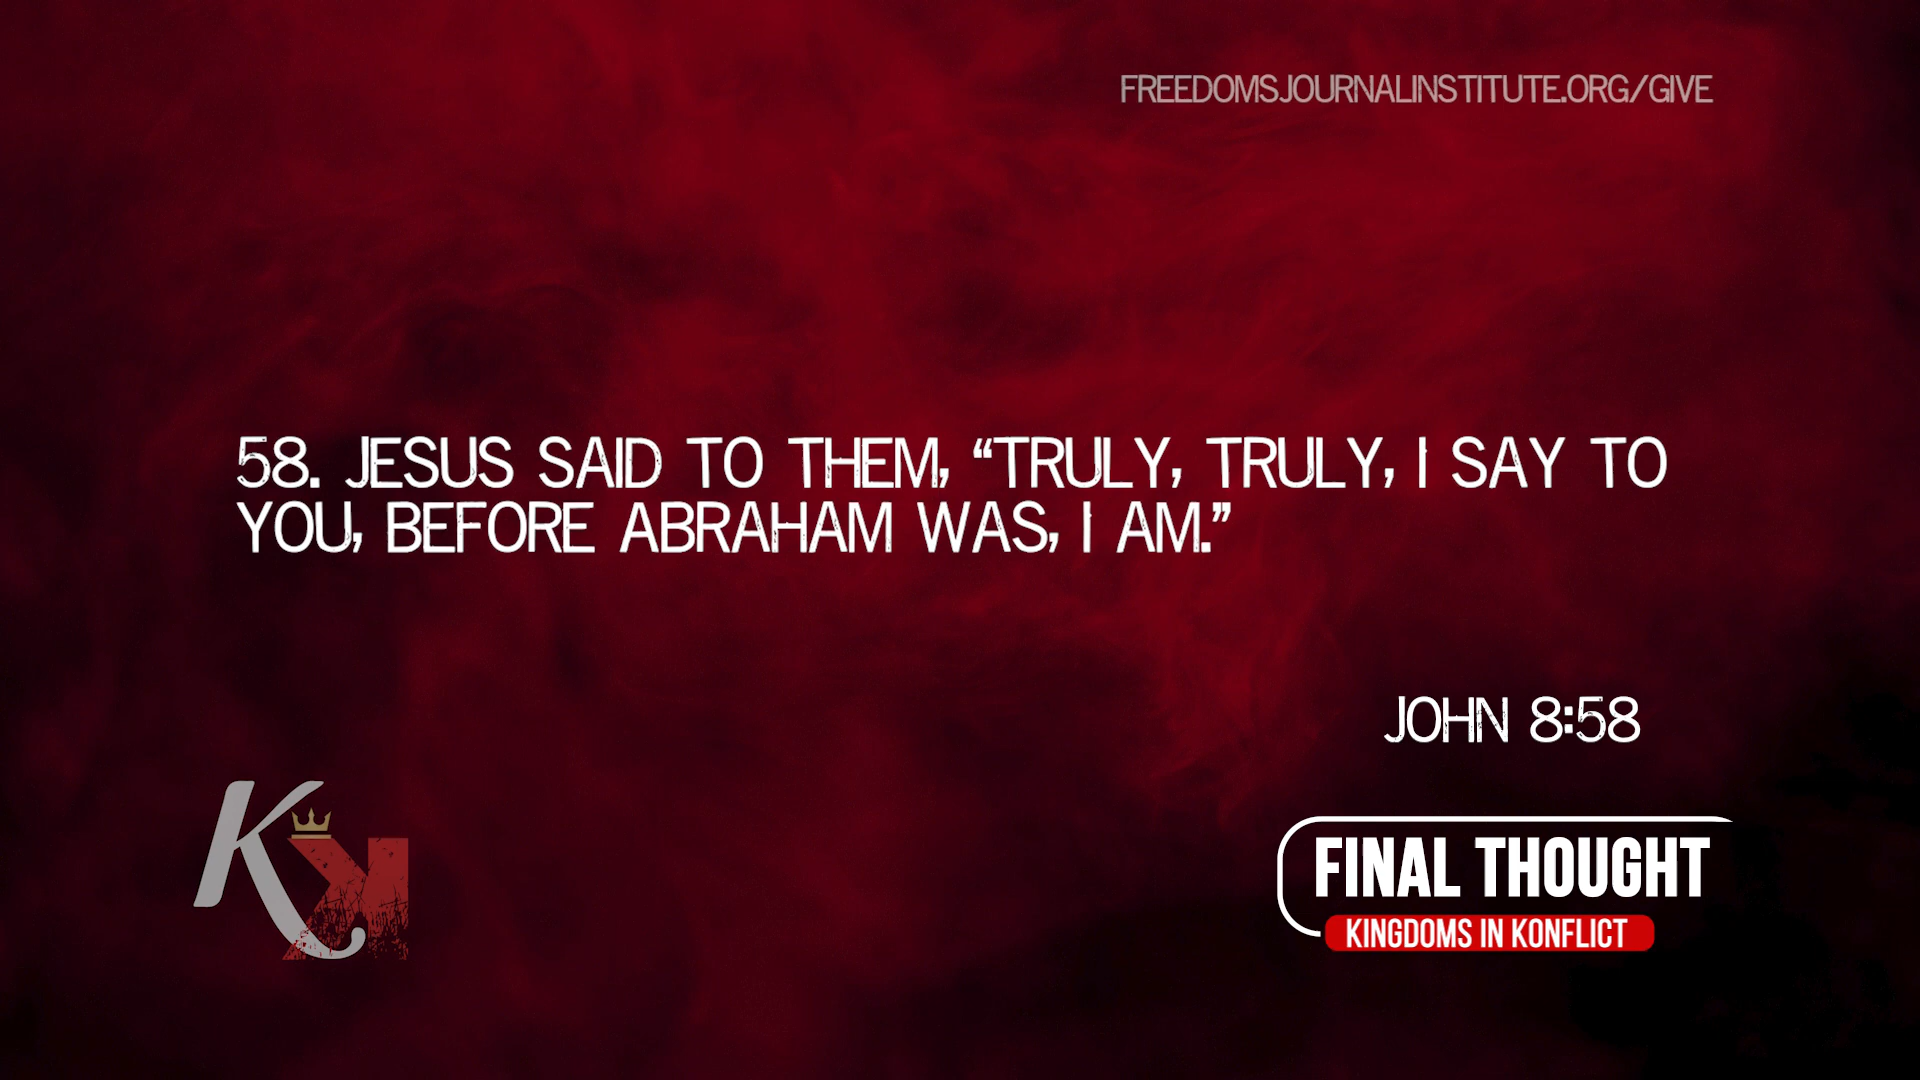 FREEDOMSJOURNALINSTITUTE.ORG/GIVE
58. JESUS SAID TO THEM, “TRULY, TRULY, I SAY TO
YOU, BEFORE ABRAHAM WAS, I AM.”
JOHN 8:58
KK
FINAL THOUGHT
KINGDOMS IN KONFLICT